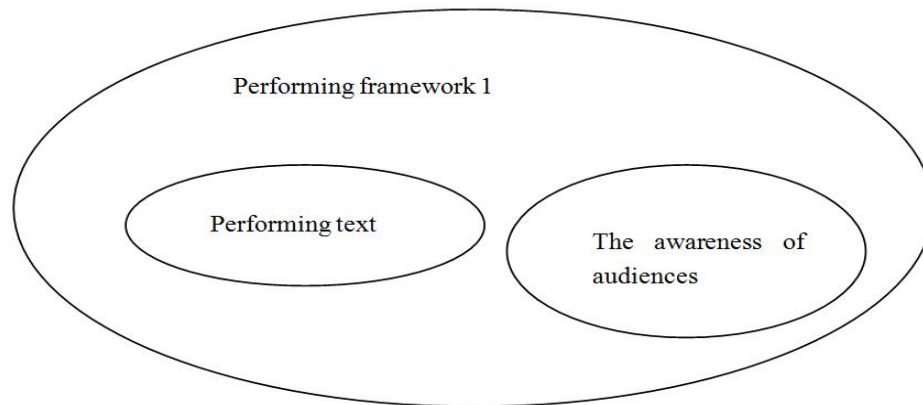 Performing framework 1
Performing text
The awareness of
audiences